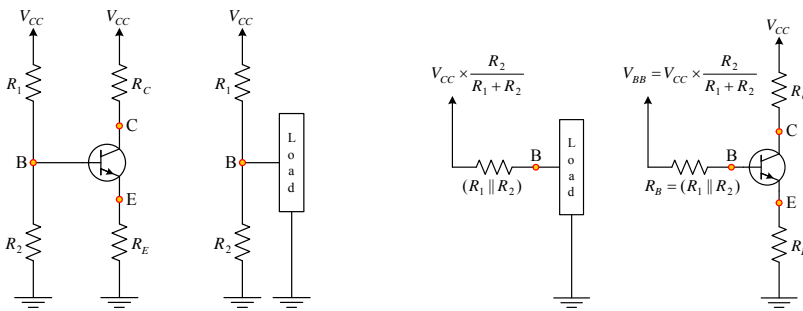 V_CC V_CC V_CC
R_1 R_C R_1
C
B B Load
E
R_2 R_E R_2
V_CC × R_2 / (R_1 + R_2)
B Load
(R_1 || R_2)
V_CC
V_BB = V_CC × R_2 / (R_1 + R_2)
C
B
R_B = (R_1 || R_2)
E